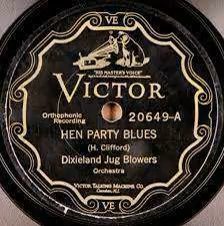 VE
"HIS MASTER'S VOICE"
VICTOR
Orthophonic
Recording
20649-A
HEN PARTY BLUES
(H. Clifford)
Dixieland Jug Blowers
Orchestra
VICTOR TALKING MACHINE CO.
Camden, N.J.
VE